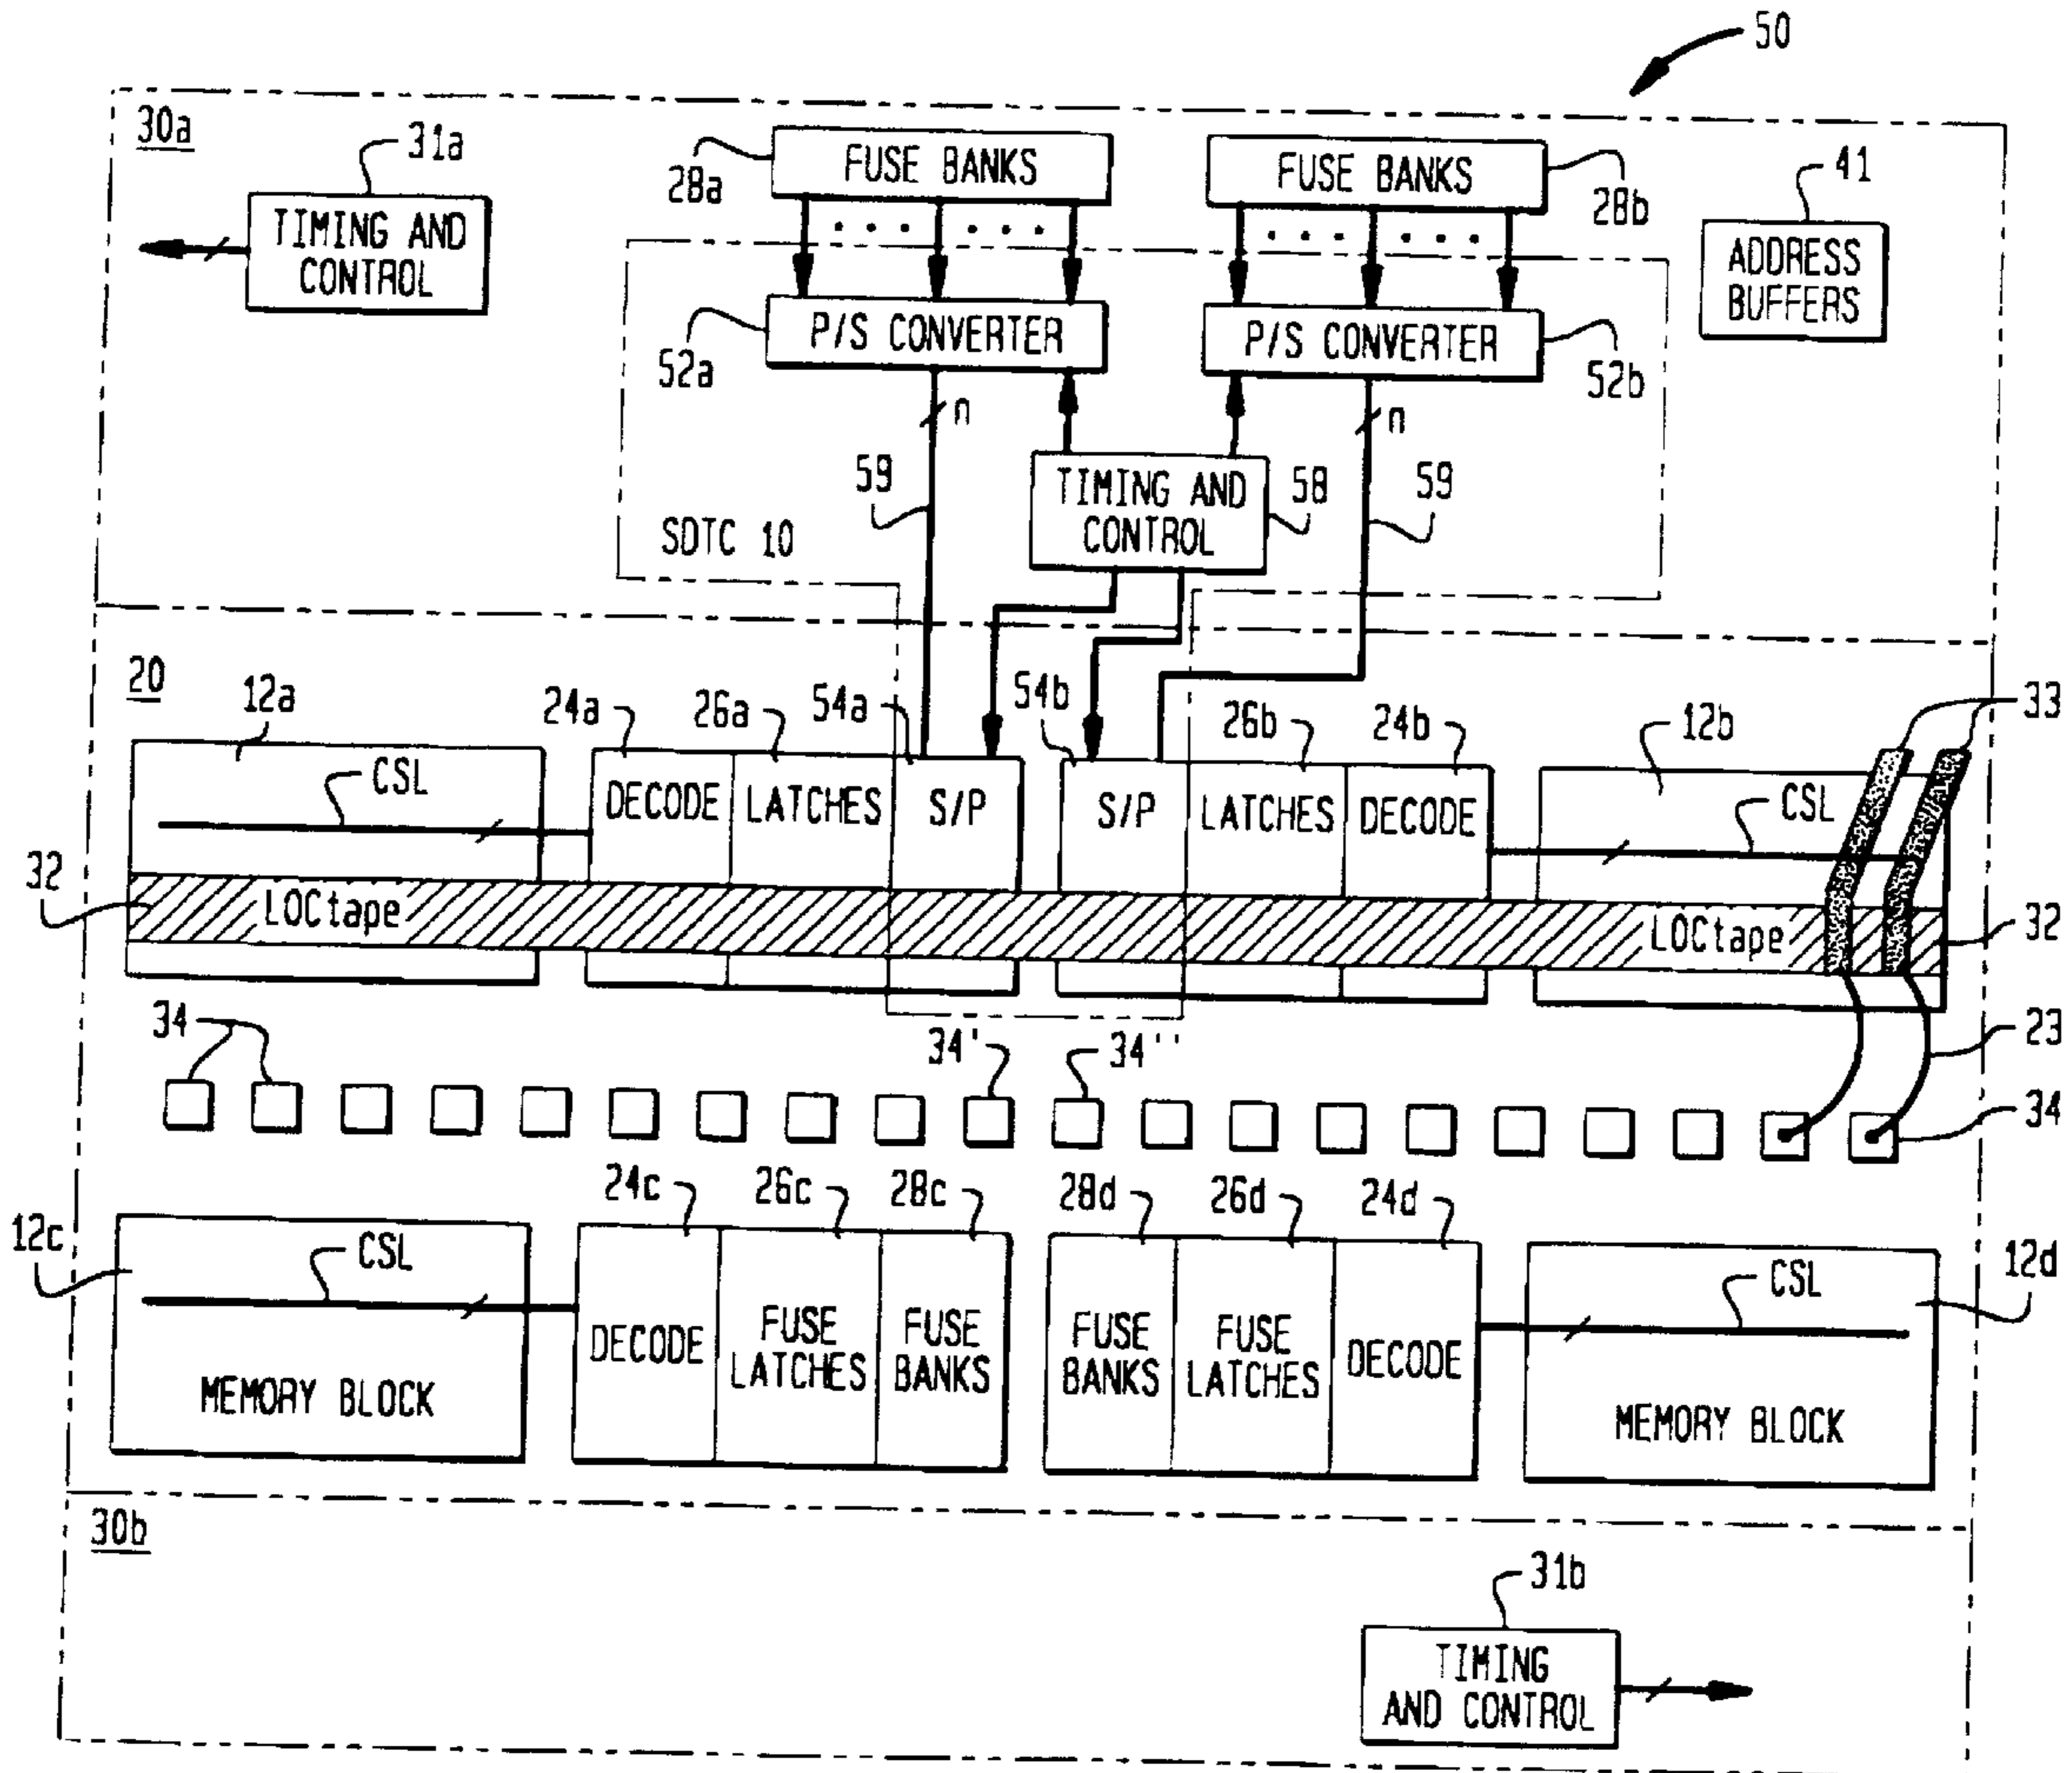 50
30a
31a
TIMING AND
CONTROL
28a
FUSE BANKS
FUSE BANKS
28b
41
ADDRESS
BUFFERS
52a
P/S CONVERTER
P/S CONVERTER
52b
n
n
59
TIMING AND
CONTROL
58
59
SDTC 10
20
12a
24a
26a
54a
54b
26b
24b
12b
33
CSL
DECODE
LATCHES
S/P
S/P
LATCHES
DECODE
CSL
32
LOCtape
LOCtape
32
34
34'
34''
23
34
12c
24c
26c
28c
28d
26d
24d
12d
CSL
MEMORY BLOCK
DECODE
FUSE
LATCHES
FUSE
BANKS
FUSE
BANKS
FUSE
LATCHES
DECODE
CSL
MEMORY BLOCK
30b
31b
TIMING
AND CONTROL